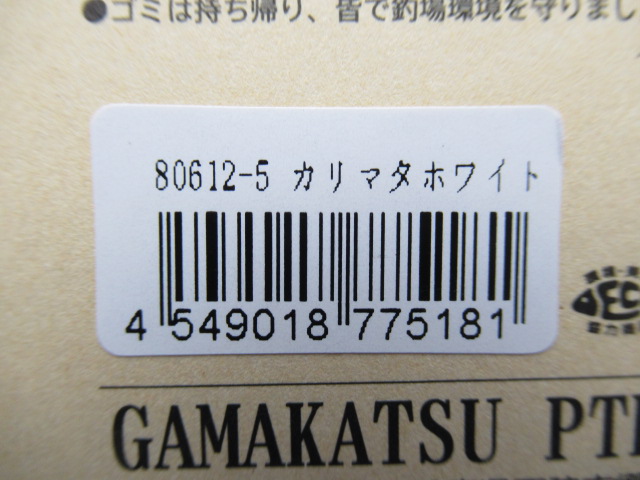 ●ゴミは持ち帰り、皆で釣場環境を守りまし
80612-5 カリマタホワイト
4 549018 775181
GAMAKATSU PT